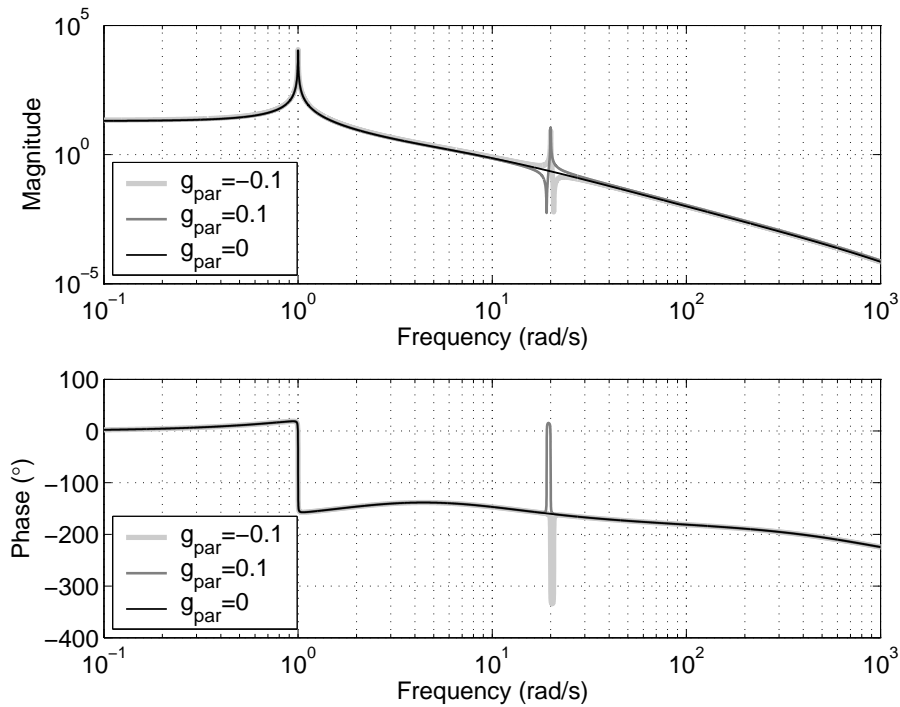 10^5
10^0
10^−5
Magnitude
g_par=−0.1
g_par=0.1
g_par=0
10^−1 10^0 10^1 10^2 10^3
Frequency (rad/s)
100
0
−100
−200
−300
−400
Phase (°)
g_par=−0.1
g_par=0.1
g_par=0
10^−1 10^0 10^1 10^2 10^3
Frequency (rad/s)